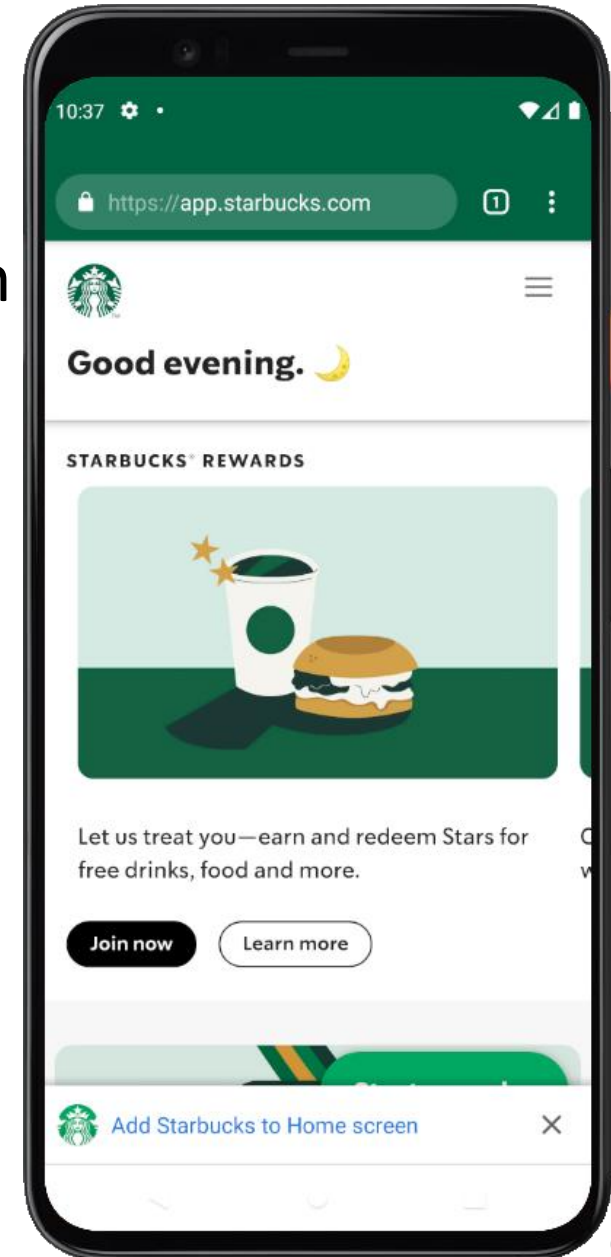 n
10:37
https://app.starbucks.com
1
Good evening. 🌙
STARBUCKS® REWARDS
Let us treat you—earn and redeem Stars for
free drinks, food and more.
Join now
Learn more
Add Starbucks to Home screen